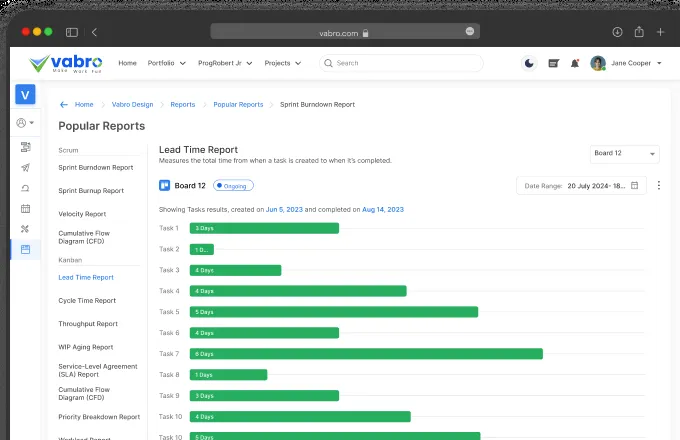 vabro.com
vabro
Make Work Fun
Home
Portfolio
ProgRobert Jr
Projects
Search
Jane Cooper
V
Home
Vabro Design
Reports
Popular Reports
Sprint Burndown Report
Popular Reports
Scrum
Sprint Burndown Report
Sprint Burnup Report
Velocity Report
Cumulative Flow
Diagram (CFD)
Kanban
Lead Time Report
Cycle Time Report
Throughput Report
WIP Aging Report
Service-Level Agreement
(SLA) Report
Cumulative Flow
Diagram (CFD)
Priority Breakdown Report
Workload Report
Lead Time Report
Measures the total time from when a task is created to when it's completed.
Board 12
Board 12
Ongoing
Date Range: 20 July 2024- 18...
Showing Tasks results, created on Jun 5, 2023 and completed on Aug 14, 2023
Task 1 3 Days
Task 2 1 D...
Task 3 4 Days
Task 4 4 Days
Task 5 5 Days
Task 6 4 Days
Task 7 6 Days
Task 8 1 Days
Task 9 3 Days
Task 10 4 Days
Task 10 5 Days